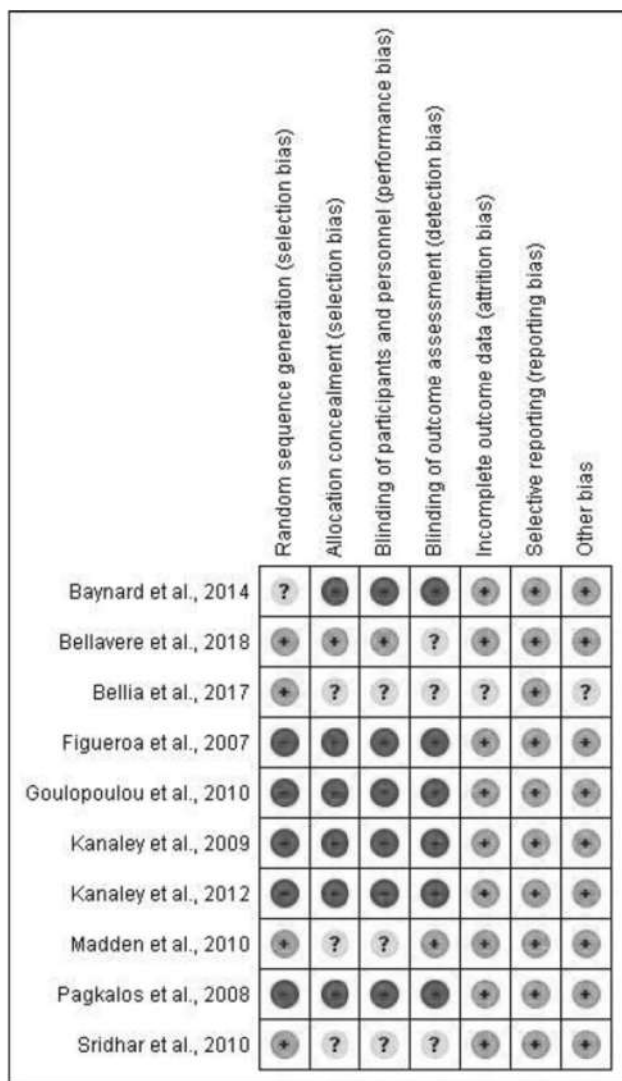 Random sequence generation (selection bias)
Allocation concealment (selection bias)
Blinding of participants and personnel (performance bias)
Blinding of outcome assessment (detection bias)
Incomplete outcome data (attrition bias)
Selective reporting (reporting bias)
Other bias
Baynard et al., 2014 ? - - - + + +
Bellavere et al., 2018 + + + ? + + +
Bellia et al., 2017 + ? ? ? ? + ?
Figueroa et al., 2007 - - - - + + +
Goulopoulou et al., 2010 - - - - + + +
Kanaley et al., 2009 - - - - + + +
Kanaley et al., 2012 - - - - + + +
Madden et al., 2010 + ? ? + + + +
Pagkalos et al., 2008 - - - - + + +
Sridhar et al., 2010 + ? ? ? + + +